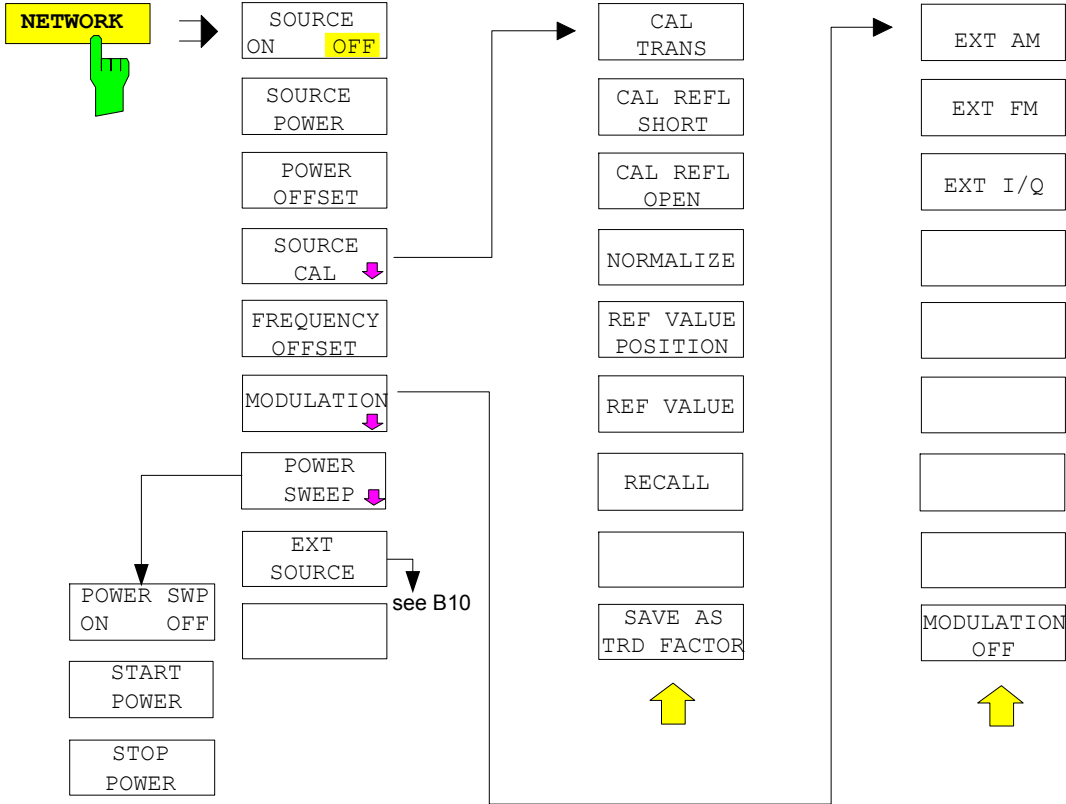 NETWORK
SOURCE
ON OFF
SOURCE
POWER
POWER
OFFSET
SOURCE
CAL
FREQUENCY
OFFSET
MODULATION
POWER
SWEEP
EXT
SOURCE
see B10
POWER SWP
ON OFF
START
POWER
STOP
POWER
CAL
TRANS
CAL REFL
SHORT
CAL REFL
OPEN
NORMALIZE
REF VALUE
POSITION
REF VALUE
RECALL
SAVE AS
TRD FACTOR
EXT AM
EXT FM
EXT I/Q
MODULATION
OFF